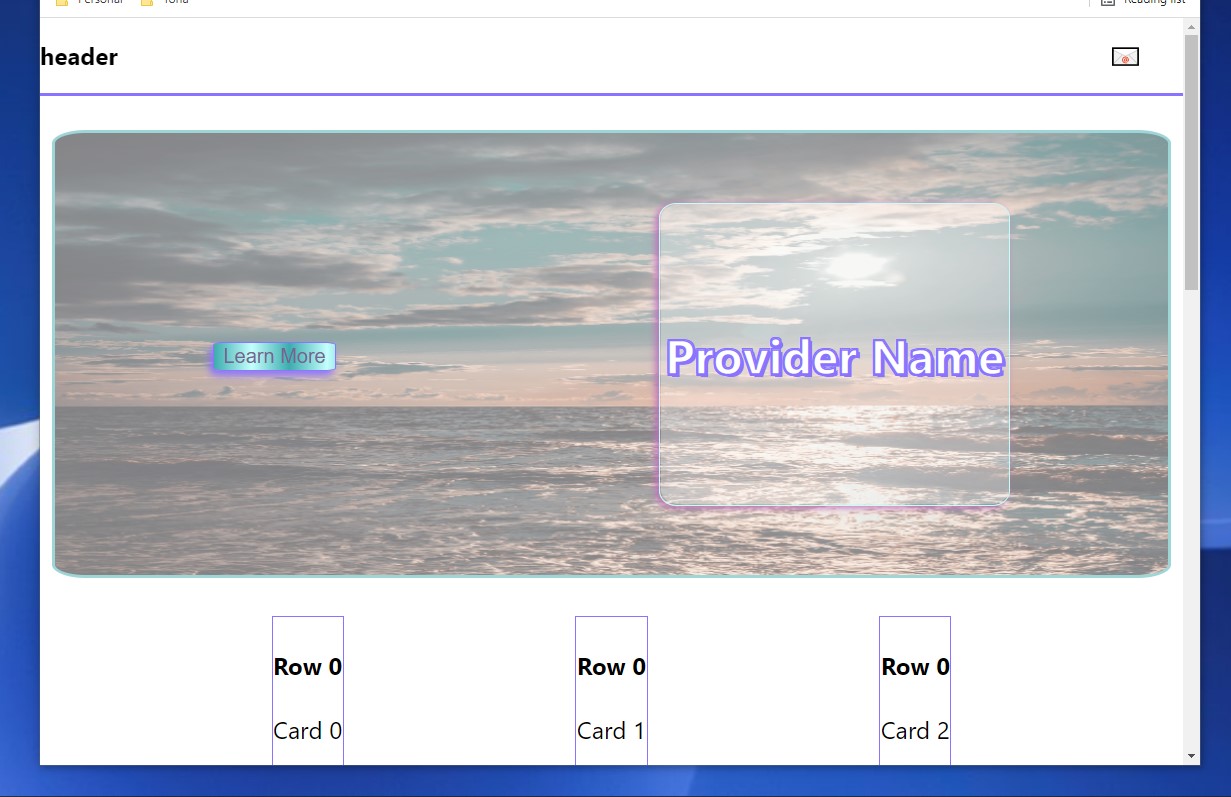 Personal Toria Reading list
header
Learn More
Provider Name
Row 0 Row 0 Row 0
Card 0 Card 1 Card 2